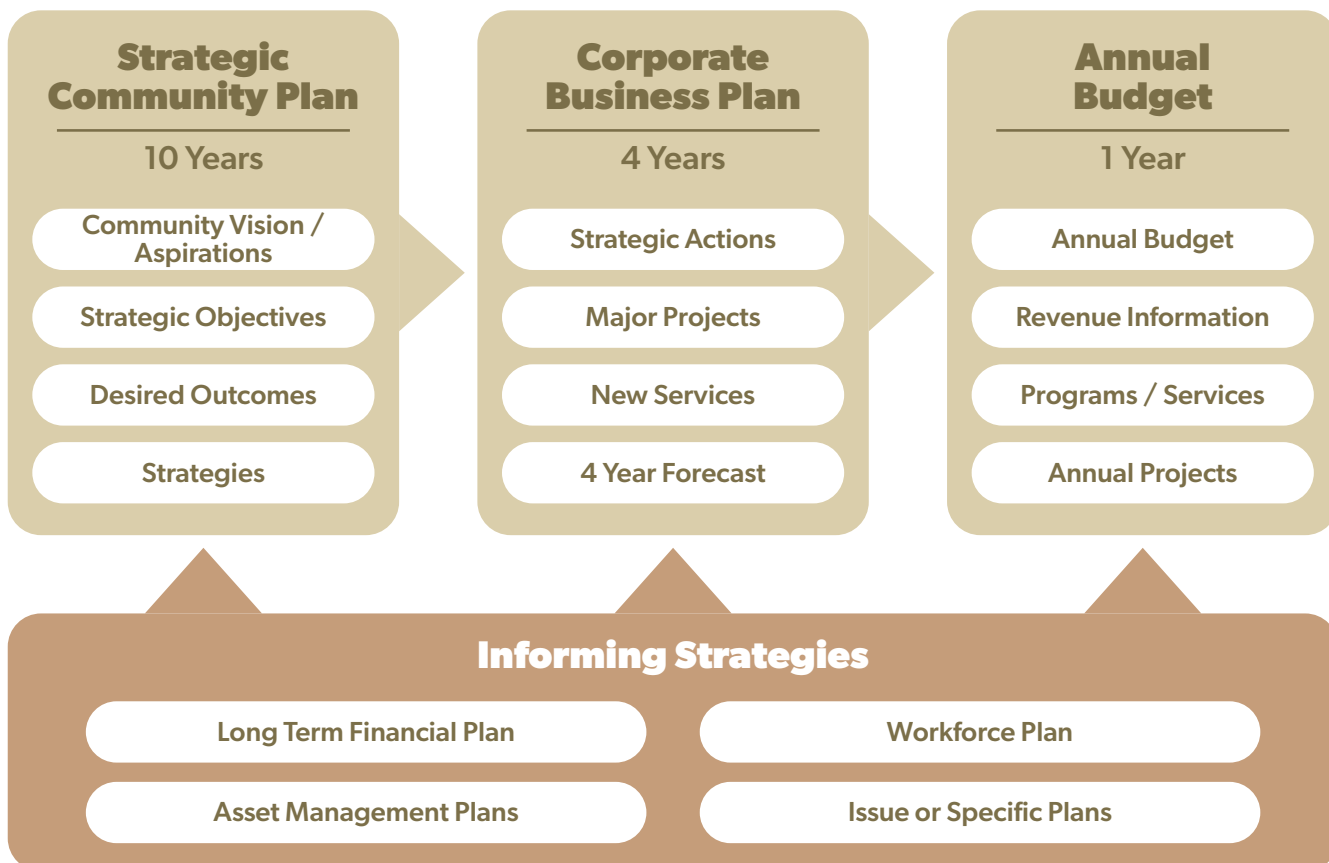 Strategic
Community Plan
10 Years
Community Vision /
Aspirations
Strategic Objectives
Desired Outcomes
Strategies
Corporate
Business Plan
4 Years
Strategic Actions
Major Projects
New Services
4 Year Forecast
Annual
Budget
1 Year
Annual Budget
Revenue Information
Programs / Services
Annual Projects
Informing Strategies
Long Term Financial Plan
Workforce Plan
Asset Management Plans
Issue or Specific Plans